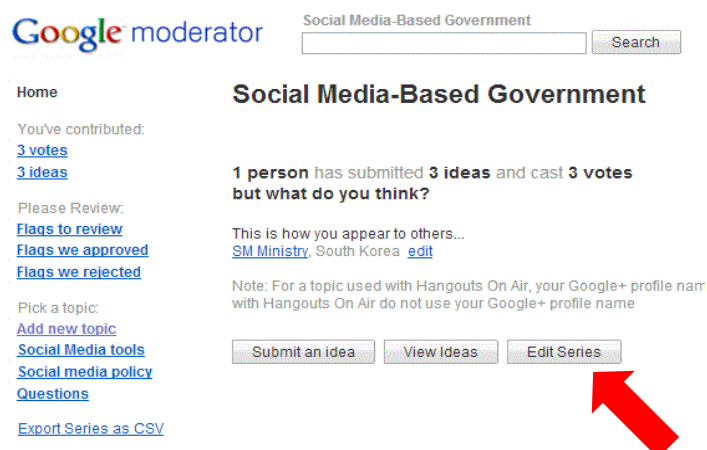 Google moderator
Social Media-Based Government
Search
Home
You've contributed:
3 votes
3 ideas
Please Review:
Flags to review
Flags we approved
Flags we rejected
Pick a topic:
Add new topic
Social Media tools
Social media policy
Questions
Export Series as CSV
Social Media-Based Government
1 person has submitted 3 ideas and cast 3 votes
but what do you think?
This is how you appear to others...
SM Ministry, South Korea edit
Note: For a topic used with Hangouts On Air, your Google+ profile nam
with Hangouts On Air do not use your Google+ profile name
Submit an idea
View Ideas
Edit Series